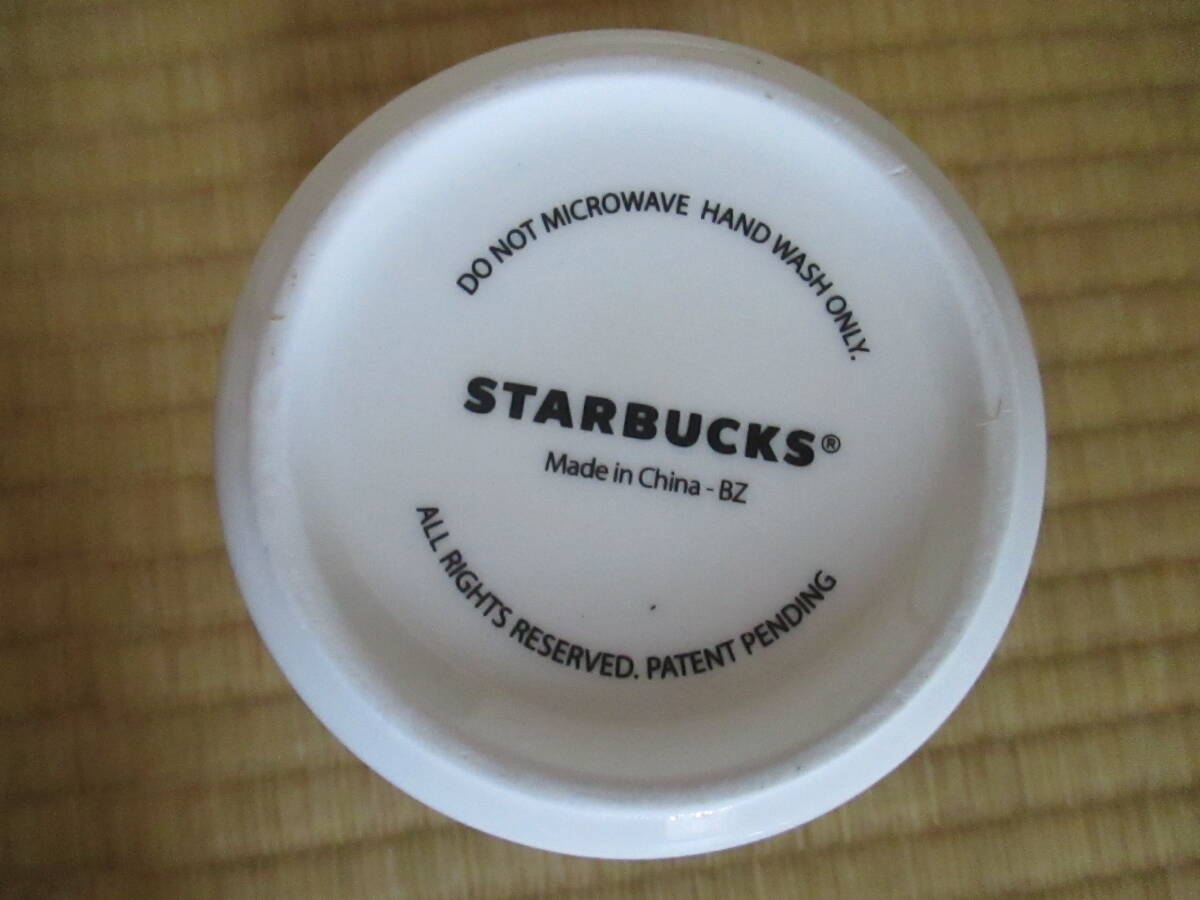 DO NOT MICROWAVE HAND WASH ONLY.
STARBUCKS®
Made in China - BZ
ALL RIGHTS RESERVED. PATENT PENDING